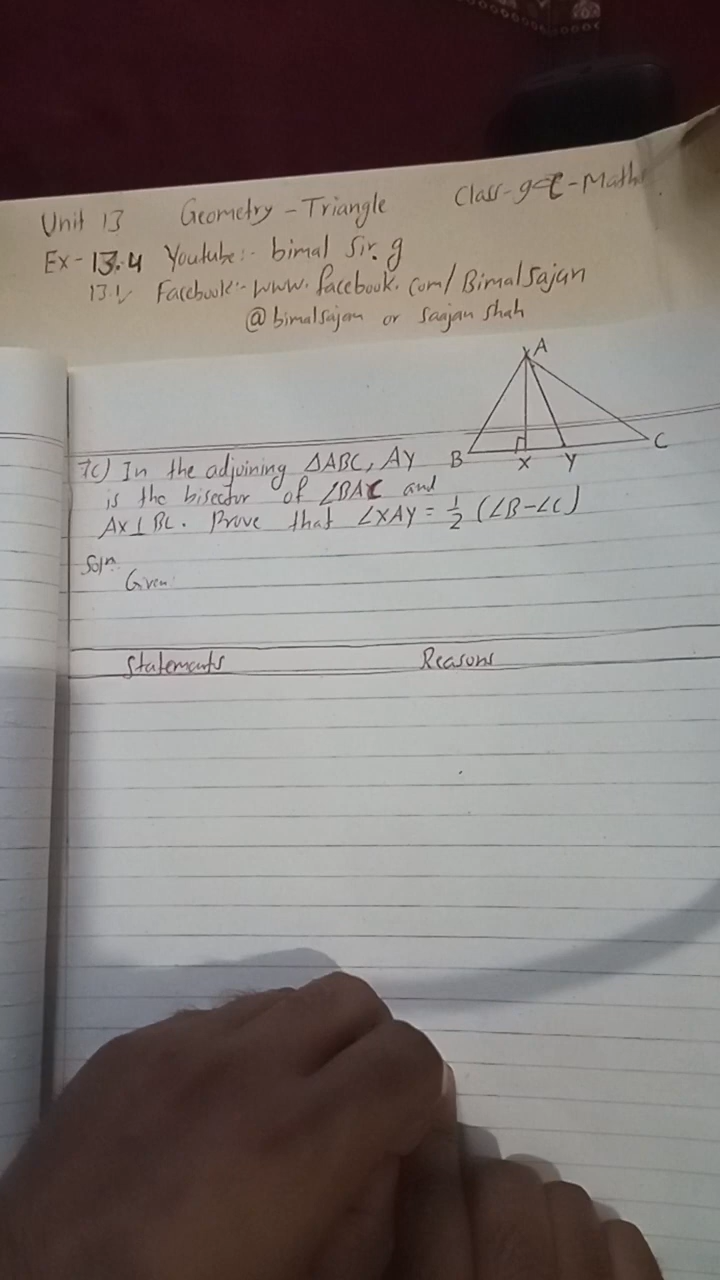 Unit 13 Geometry - Triangle Class-9 - Maths
Ex-13.4 Youtube:- bimal Sir. g
13.1 Facebook:- www.facebook.com/Bimalsajan
@bimalsajan or Saajan Shah
A
B X Y C
7c) In the adjoining ΔABC, AY
is the bisector of ∠BAC and
AX⊥BC. Prove that ∠XAY = 1/2 (∠B-∠C)
Soln.
Given:
Statements Reasons